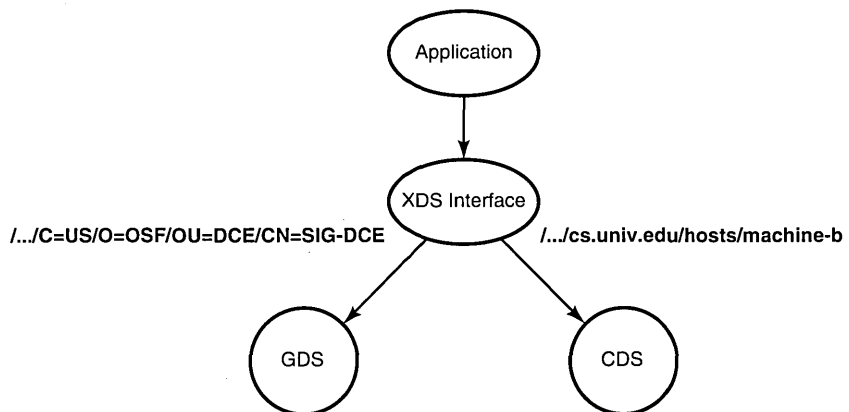 Application
XDS Interface
/.../C=US/O=OSF/OU=DCE/CN=SIG-DCE
/.../cs.univ.edu/hosts/machine-b
GDS
CDS